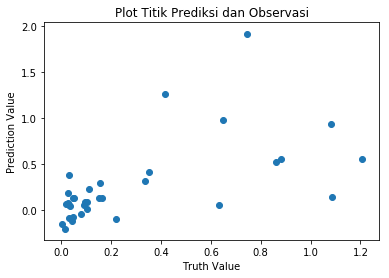 Plot Titik Prediksi dan Observasi
2.0
1.5
1.0
0.5
0.0
Prediction Value
0.0 0.2 0.4 0.6 0.8 1.0 1.2
Truth Value